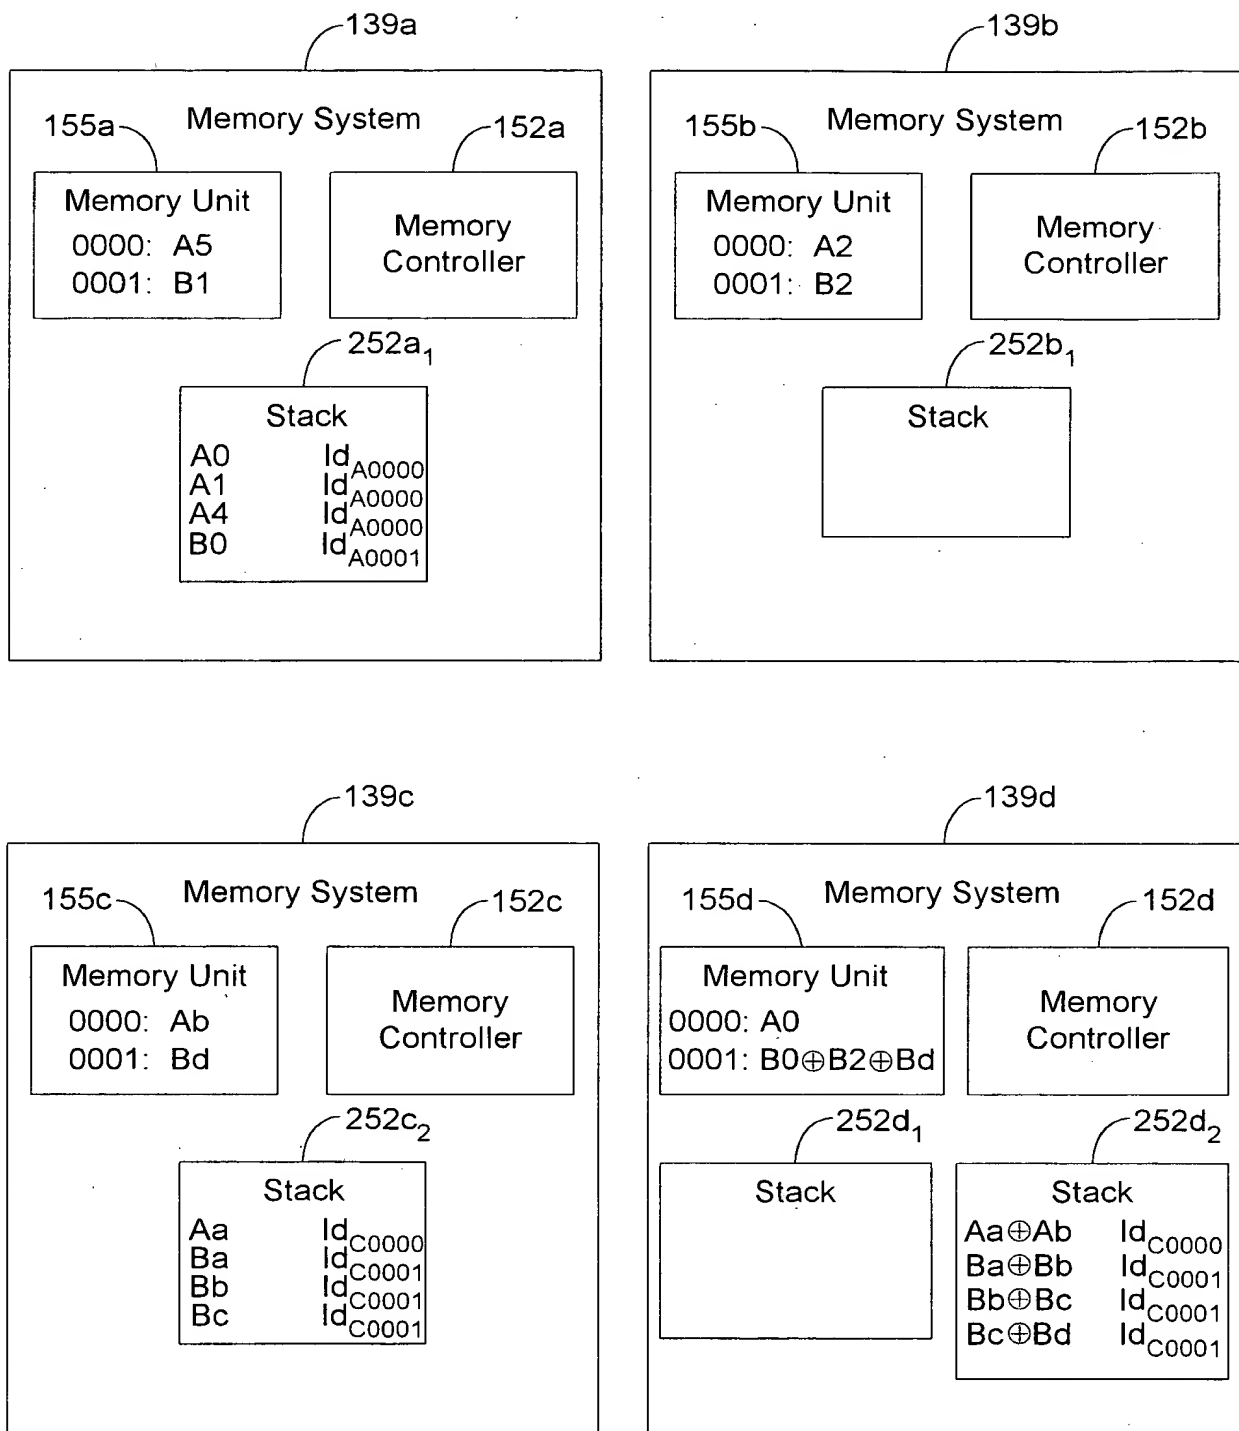 139a
Memory System
155a
152a
Memory Unit
0000: A5
0001: B1
Memory
Controller
252a1
Stack
A0 IdA0000
A1 IdA0000
A4 IdA0000
B0 IdA0001
139b
Memory System
155b
152b
Memory Unit
0000: A2
0001: B2
Memory
Controller
252b1
Stack
139c
Memory System
155c
152c
Memory Unit
0000: Ab
0001: Bd
Memory
Controller
252c2
Stack
Aa IdC0000
Ba IdC0001
Bb IdC0001
Bc IdC0001
139d
Memory System
155d
152d
Memory Unit
0000: A0
0001: B0⊕B2⊕Bd
Memory
Controller
252d1
Stack
252d2
Stack
Aa⊕Ab IdC0000
Ba⊕Bb IdC0001
Bb⊕Bc IdC0001
Bc⊕Bd IdC0001